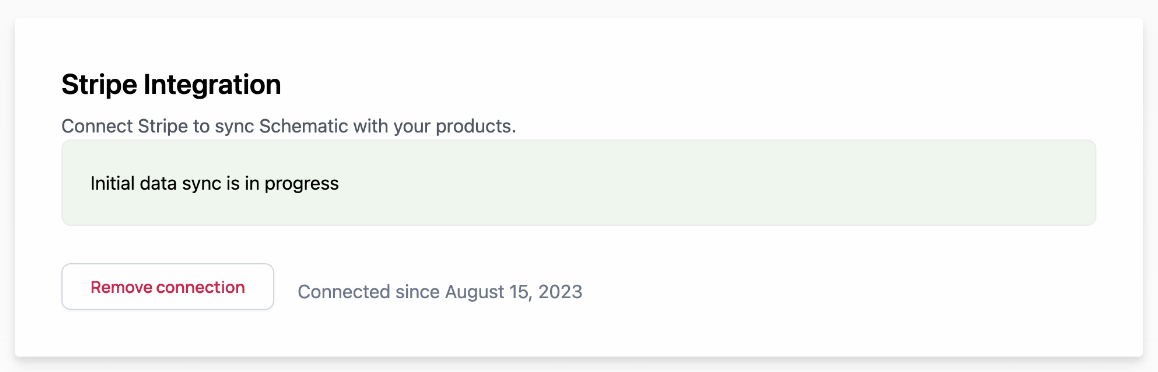 Stripe Integration
Connect Stripe to sync Schematic with your products.
Initial data sync is in progress
Remove connection
Connected since August 15, 2023